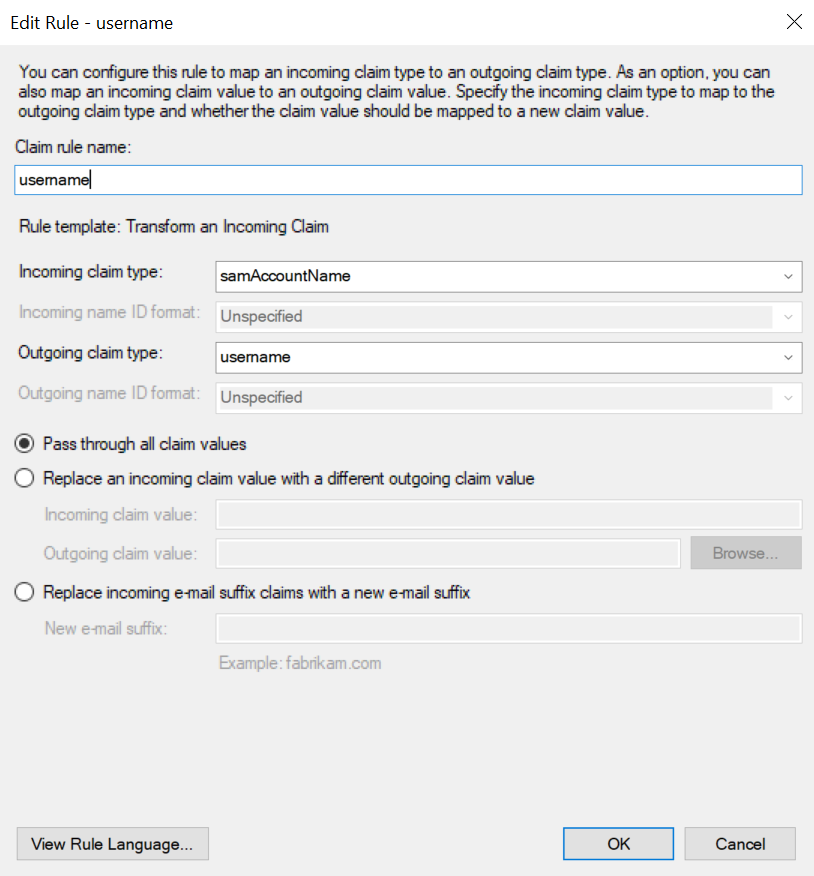 Edit Rule - username
You can configure this rule to map an incoming claim type to an outgoing claim type. As an option, you can
also map an incoming claim value to an outgoing claim value. Specify the incoming claim type to map to the
outgoing claim type and whether the claim value should be mapped to a new claim value.
Claim rule name:
username
Rule template: Transform an Incoming Claim
Incoming claim type: samAccountName
Incoming name ID format: Unspecified
Outgoing claim type: username
Outgoing name ID format: Unspecified
Pass through all claim values
Replace an incoming claim value with a different outgoing claim value
Incoming claim value:
Outgoing claim value: Browse...
Replace incoming e-mail suffix claims with a new e-mail suffix
New e-mail suffix:
Example: fabrikam.com
View Rule Language... OK Cancel